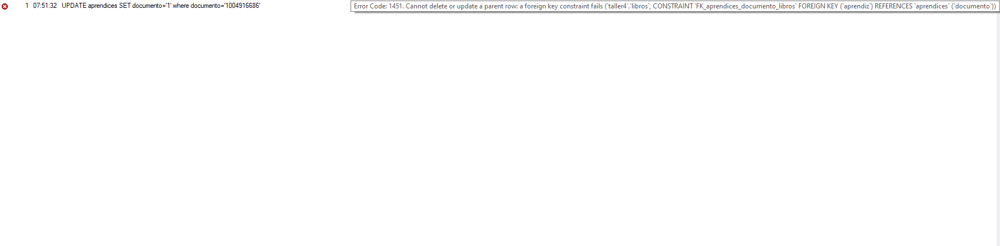 1 07:51:32 UPDATE aprendices SET documento='1' where documento='1004916686' Error Code: 1451. Cannot delete or update a parent row: a foreign key constraint fails (`taller4`.`libros`, CONSTRAINT `FK_aprendices_documento_libros` FOREIGN KEY (`aprendiz`) REFERENCES `aprendices` (`documento`))